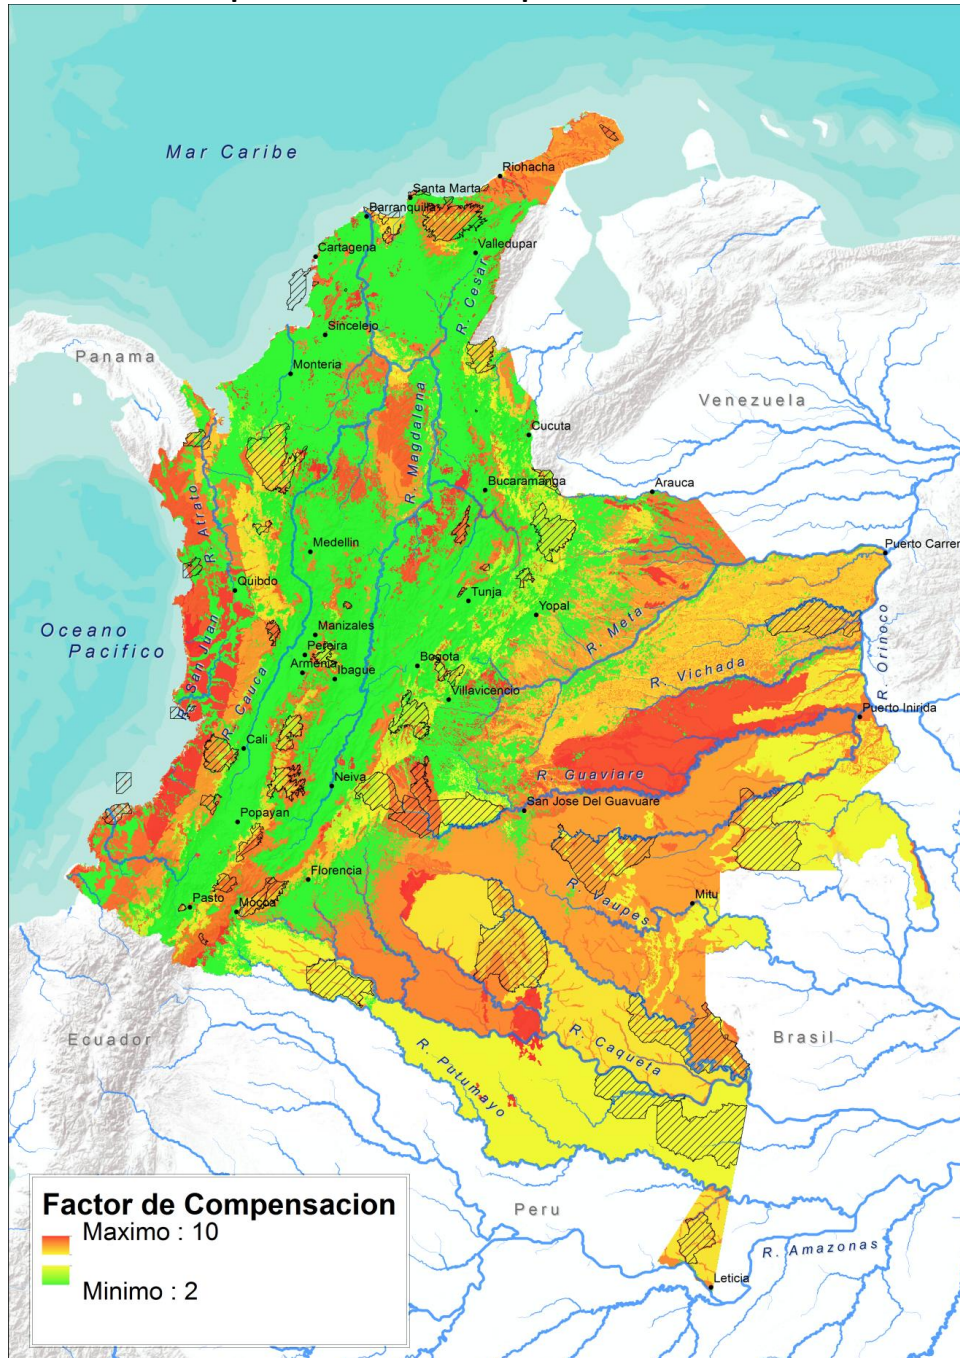 Mar Caribe
Riohacha
Santa Marta
Barranquilla
Valledupar
Cartagena
R. Cesar
Sincelejo
Panama
Monteria
Venezuela
R. Magdalena
Cucuta
Bucaramanga
Arauca
R. Atrato
Medellin
Puerto Carren
Quibdo
Tunja
Yopal
Oceano
Pacifico
R. Meta
R. Orinoco
San Juan
Manizales
Pereira
Armenia
Ibague
Bogota
R. Vichada
R. Cauca
Villavicencio
Puerto Inirida
Cali
Neiva
R. Guaviare
San Jose Del Guavuare
Popayan
Florencia
R. Vaupes
Mitu
Pasto
Mocoa
Ecuador
R. Caqueta
Brasil
R. Putumayo
Peru
R. Amazonas
Leticia
Factor de Compensacion
Maximo : 10
Minimo : 2